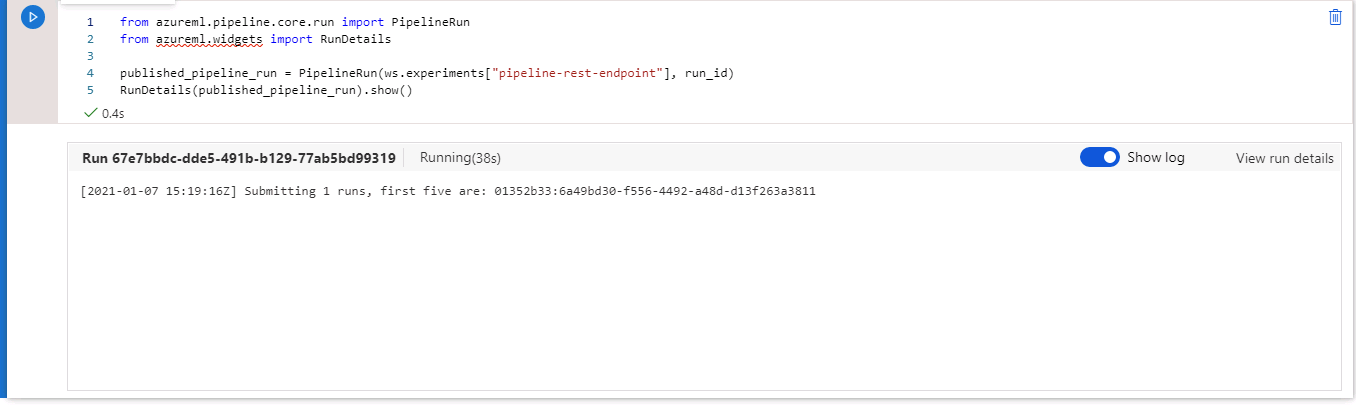 1 from azureml.pipeline.core.run import PipelineRun
2 from azureml.widgets import RunDetails
3
4 published_pipeline_run = PipelineRun(ws.experiments["pipeline-rest-endpoint"], run_id)
5 RunDetails(published_pipeline_run).show()
0.4s
Run 67e7bbdc-dde5-491b-b129-77ab5bd99319 Running(38s) Show log View run details
[2021-01-07 15:19:16Z] Submitting 1 runs, first five are: 01352b33:6a49bd30-f556-4492-a48d-d13f263a3811